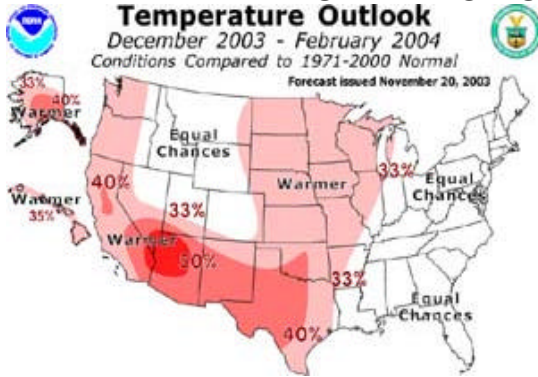 Temperature Outlook
December 2003 - February 2004
Conditions Compared to 1971-2000 Normal
Forecast issued November 20, 2003
NOAA
33%
40%
Warmer
Equal
Chances
33%
40%
Warmer
Equal
Chances
Warmer
35%
33%
Warmer
50%
33%
Equal
Chances
40%